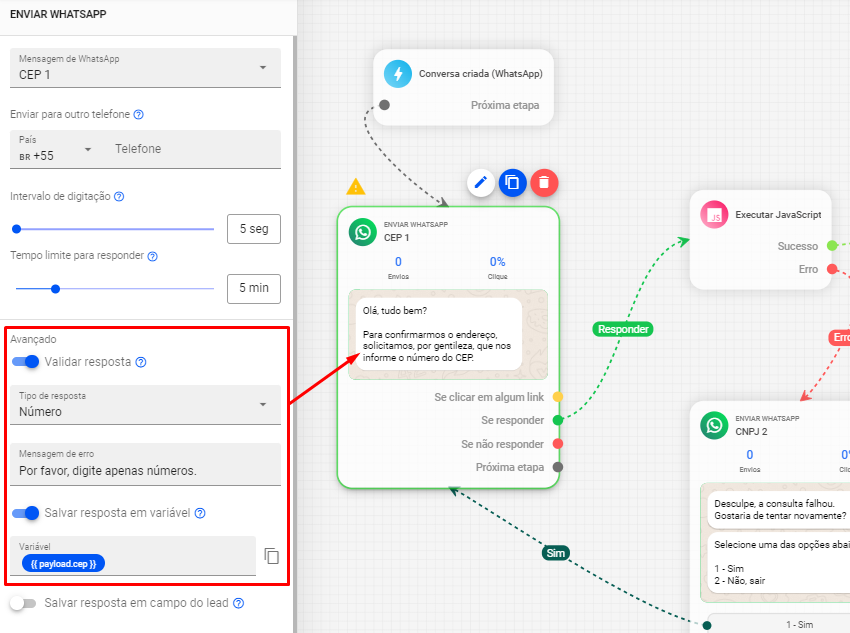 ENVIAR WHATSAPP
Mensagem de WhatsApp
CEP 1
Enviar para outro telefone
País
BR +55
Telefone
Intervalo de digitação
5 seg
Tempo limite para responder
5 min
Avançado
Validar resposta
Tipo de resposta
Número
Mensagem de erro
Por favor, digite apenas números.
Salvar resposta em variável
Variável
{{ payload.cep }}
Salvar resposta em campo do lead
Conversa criada (WhatsApp)
Próxima etapa
ENVIAR WHATSAPP
CEP 1
0
Envios
0%
Clique
Olá, tudo bem?
Para confirmarmos o endereço,
solicitamos, por gentileza, que nos
informe o número do CEP.
Se clicar em algum link
Se responder
Se não responder
Próxima etapa
Responder
Sim
JS
Executar JavaScript
Sucesso
Erro
Erro
ENVIAR WHATSAPP
CNPJ 2
0
Envios
Desculpe, a consulta falhou.
Gostaria de tentar novamente?
Selecione uma das opções abai
1 - Sim
2 - Não, sair
1 - Sim